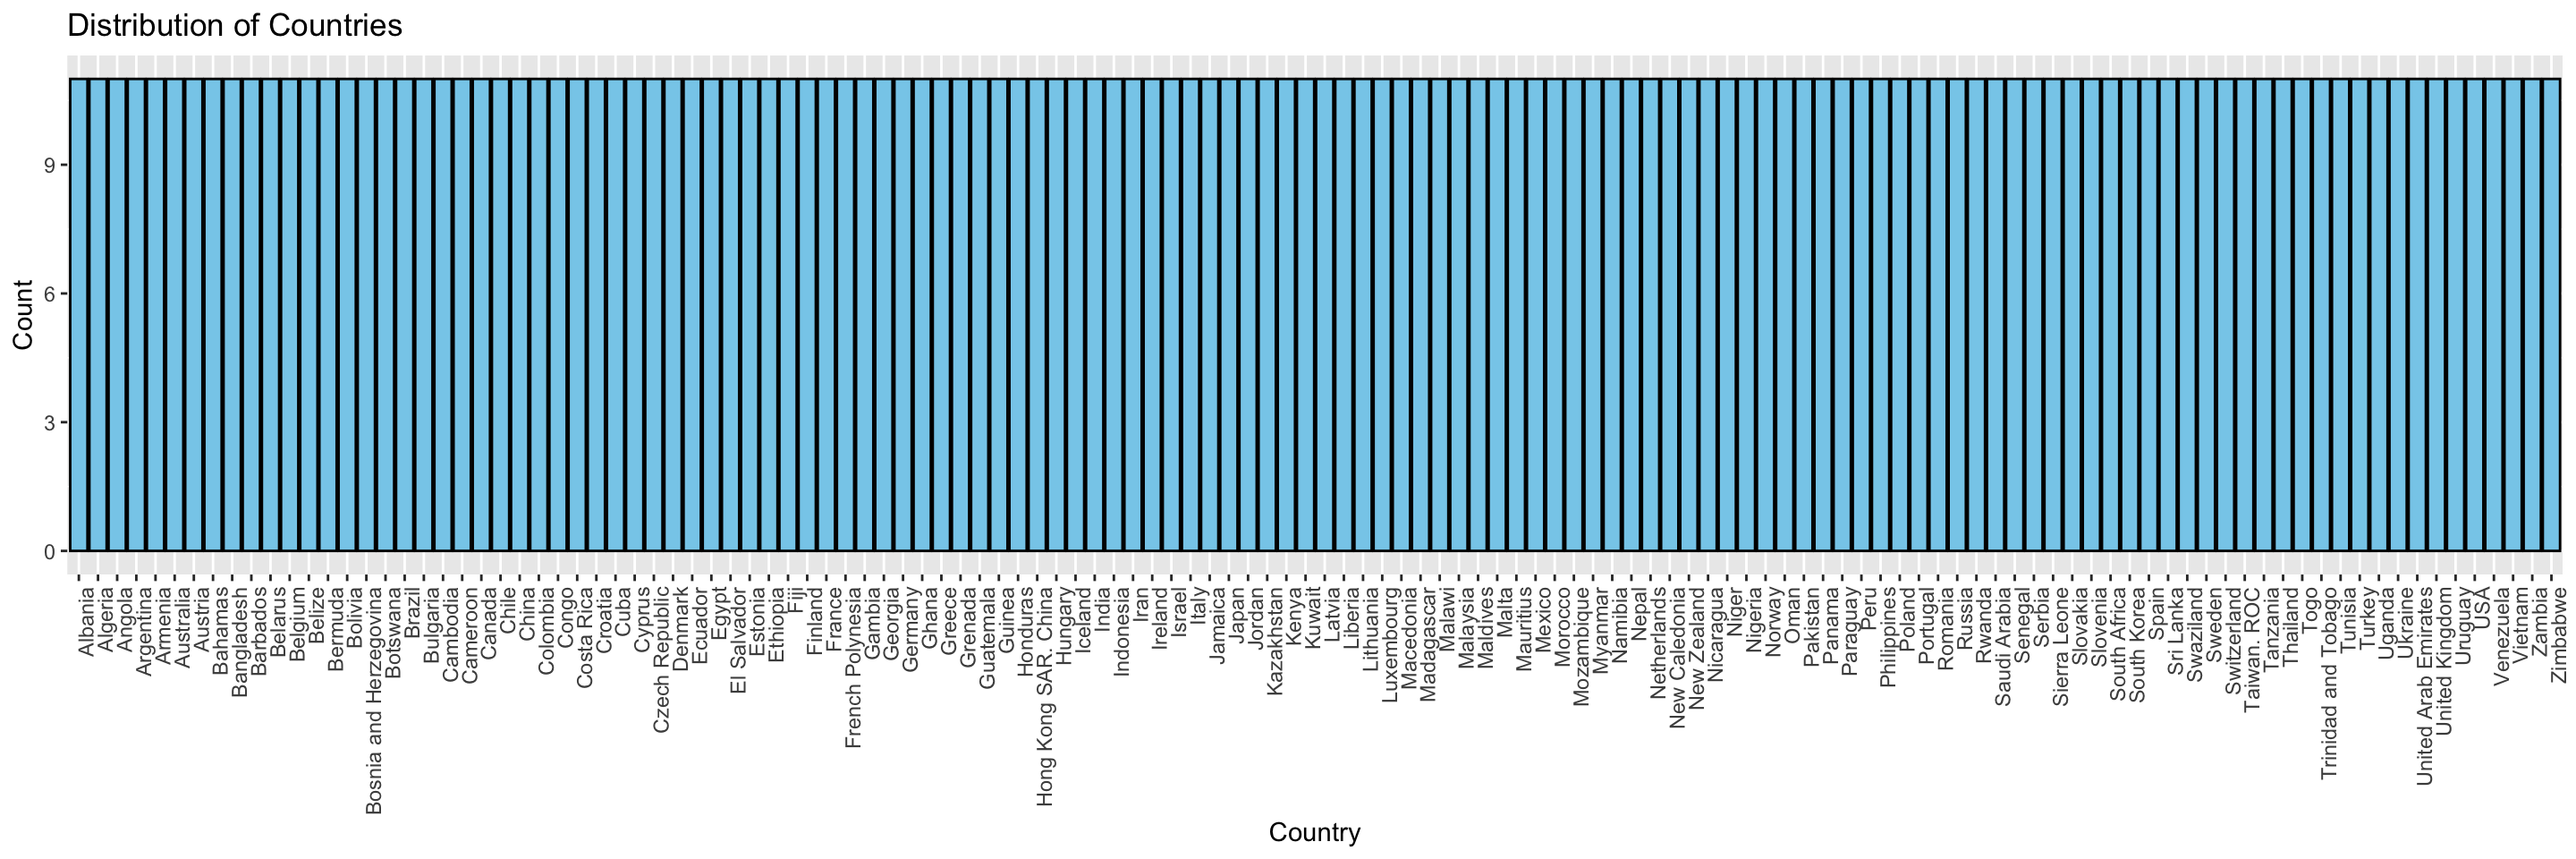 Distribution of Countries
9
6
3
0
Count
Albania
Algeria
Angola
Argentina
Armenia
Australia
Austria
Bahamas
Bangladesh
Barbados
Belarus
Belgium
Belize
Bermuda
Bolivia
Bosnia and Herzegovina
Botswana
Brazil
Bulgaria
Cambodia
Cameroon
Canada
Chile
China
Colombia
Congo
Costa Rica
Croatia
Cuba
Cyprus
Czech Republic
Denmark
Ecuador
Egypt
El Salvador
Estonia
Ethiopia
Fiji
Finland
France
French Polynesia
Gambia
Georgia
Germany
Ghana
Greece
Grenada
Guatemala
Guinea
Honduras
Hong Kong SAR. China
Hungary
Iceland
India
Indonesia
Iran
Ireland
Israel
Italy
Jamaica
Japan
Jordan
Kazakhstan
Kenya
Kuwait
Latvia
Liberia
Lithuania
Luxembourg
Macedonia
Madagascar
Malawi
Malaysia
Maldives
Malta
Mauritius
Mexico
Morocco
Mozambique
Myanmar
Namibia
Nepal
Netherlands
New Caledonia
New Zealand
Nicaragua
Niger
Nigeria
Norway
Oman
Pakistan
Panama
Paraguay
Peru
Philippines
Poland
Portugal
Romania
Russia
Rwanda
Saudi Arabia
Senegal
Serbia
Sierra Leone
Slovakia
Slovenia
South Africa
South Korea
Spain
Sri Lanka
Swaziland
Sweden
Switzerland
Taiwan. ROC
Tanzania
Thailand
Togo
Trinidad and Tobago
Tunisia
Turkey
Uganda
Ukraine
United Arab Emirates
United Kingdom
Uruguay
USA
Venezuela
Vietnam
Zambia
Zimbabwe
Country